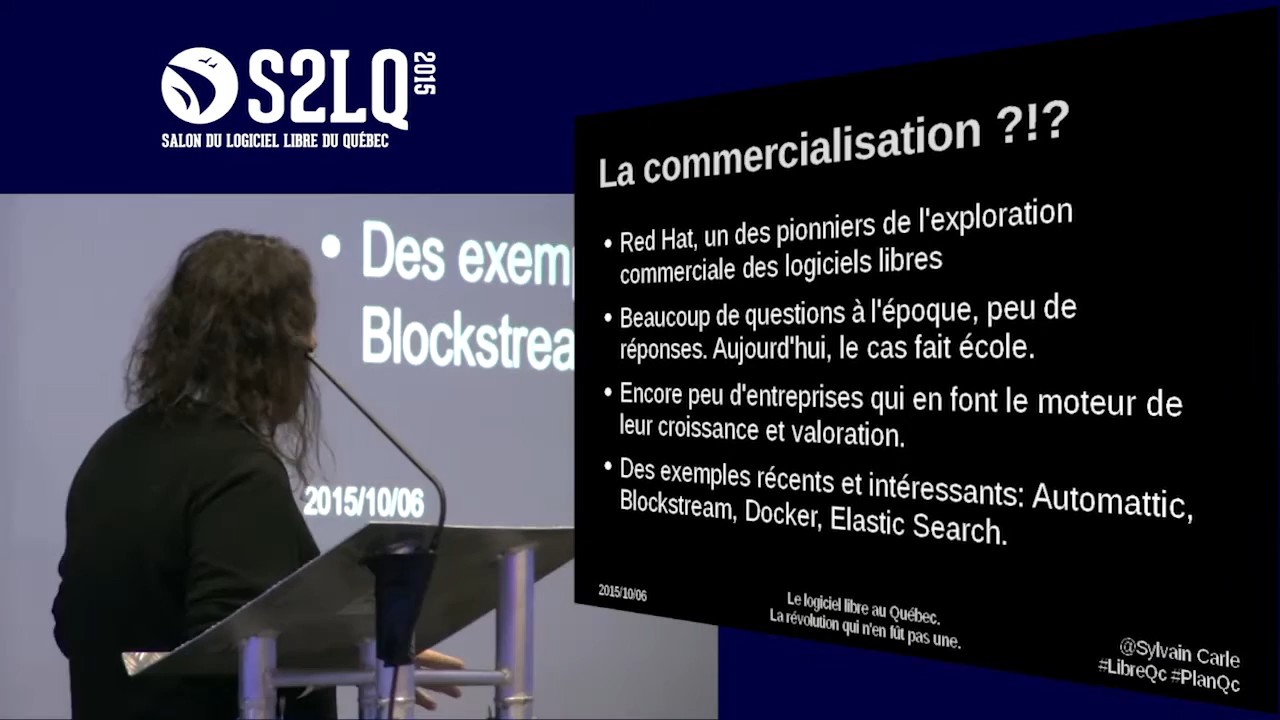 S2LQ 2015
SALON DU LOGICIEL LIBRE DU QUÉBEC
• Des exemp
Blockstrea
2015/10/06
La commercialisation ?!?
• Red Hat, un des pionniers de l'exploration
commerciale des logiciels libres
• Beaucoup de questions à l'époque, peu de
réponses. Aujourd'hui, le cas fait école.
• Encore peu d'entreprises qui en font le moteur de
leur croissance et valoration.
• Des exemples récents et intéressants: Automattic,
Blockstream, Docker, Elastic Search.
2015/10/06
Le logiciel libre au Québec.
La révolution qui n'en fût pas une.
@Sylvain Carle
#LibreQc #PlanQc